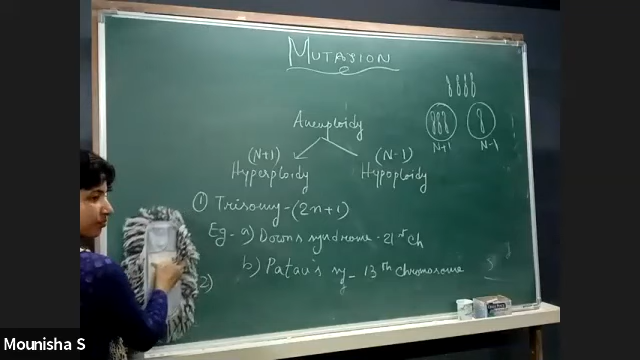 MUTASION
Aneuploidy
(N+1) (N-1)
Hyperploidy Hypoploidy
N+1 N-1
① Trisomy - (2n+1)
Eg - a) Downs syndrome - 21st Ch
b) Patau's sy - 13th chromosome
2)
Mounisha S